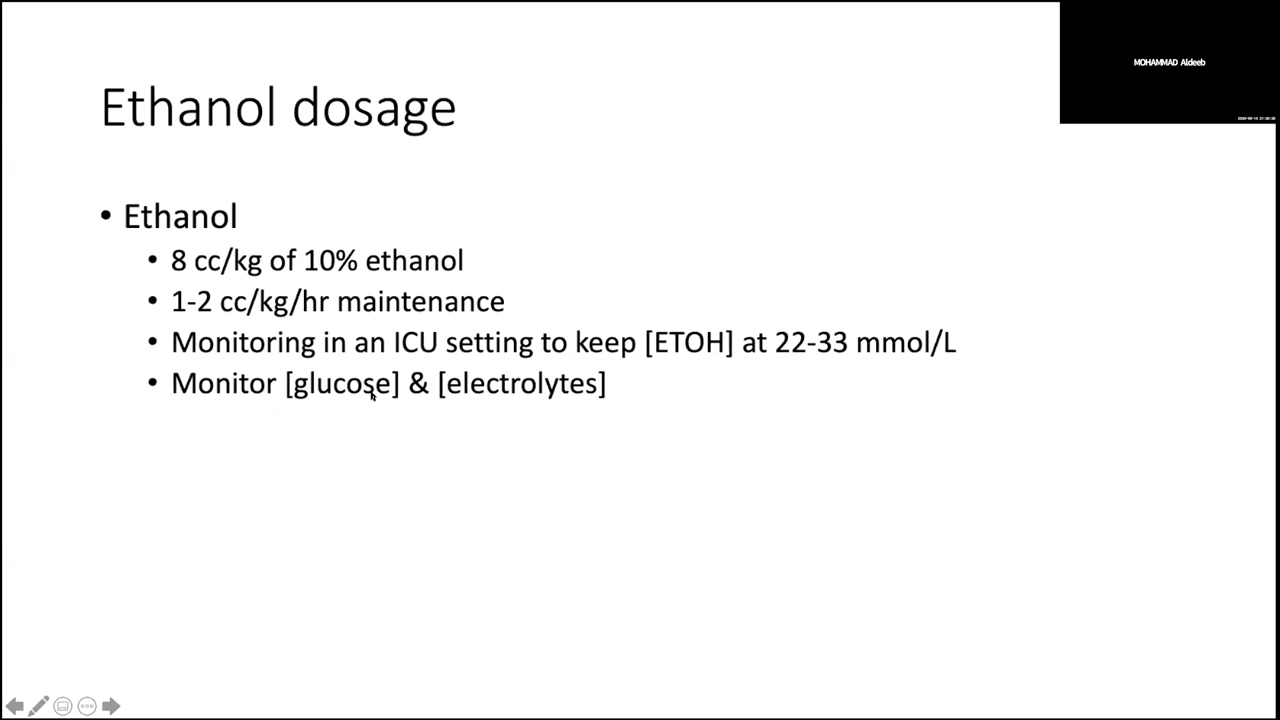 MOHAMMAD Aldeeb
Ethanol dosage
• Ethanol
• 8 cc/kg of 10% ethanol
• 1-2 cc/kg/hr maintenance
• Monitoring in an ICU setting to keep [ETOH] at 22-33 mmol/L
• Monitor [glucose] & [electrolytes]